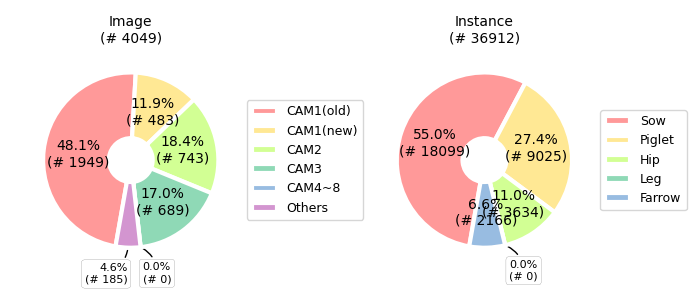 Image
(# 4049)
11.9%
(# 483)
48.1%
(# 1949)
18.4%
(# 743)
17.0%
(# 689)
4.6%
(# 185)
0.0%
(# 0)
CAM1(old)
CAM1(new)
CAM2
CAM3
CAM4~8
Others
Instance
(# 36912)
55.0%
(# 18099)
27.4%
(# 9025)
11.0%
(# 3634)
6.6%
(# 2166)
0.0%
(# 0)
Sow
Piglet
Hip
Leg
Farrow